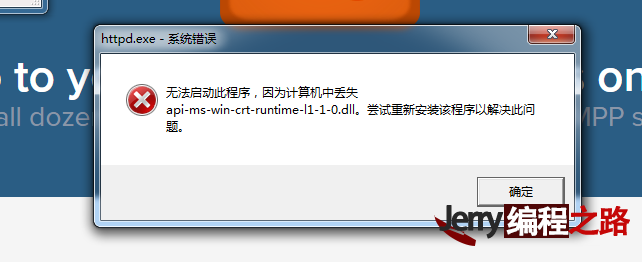 httpd.exe - 系统错误
o to yo
s on
all doze
MPP s
无法启动此程序，因为计算机中丢失
api-ms-win-crt-runtime-l1-1-0.dll。尝试重新安装该程序以解决此问
题。
确定
Jerry编程之路